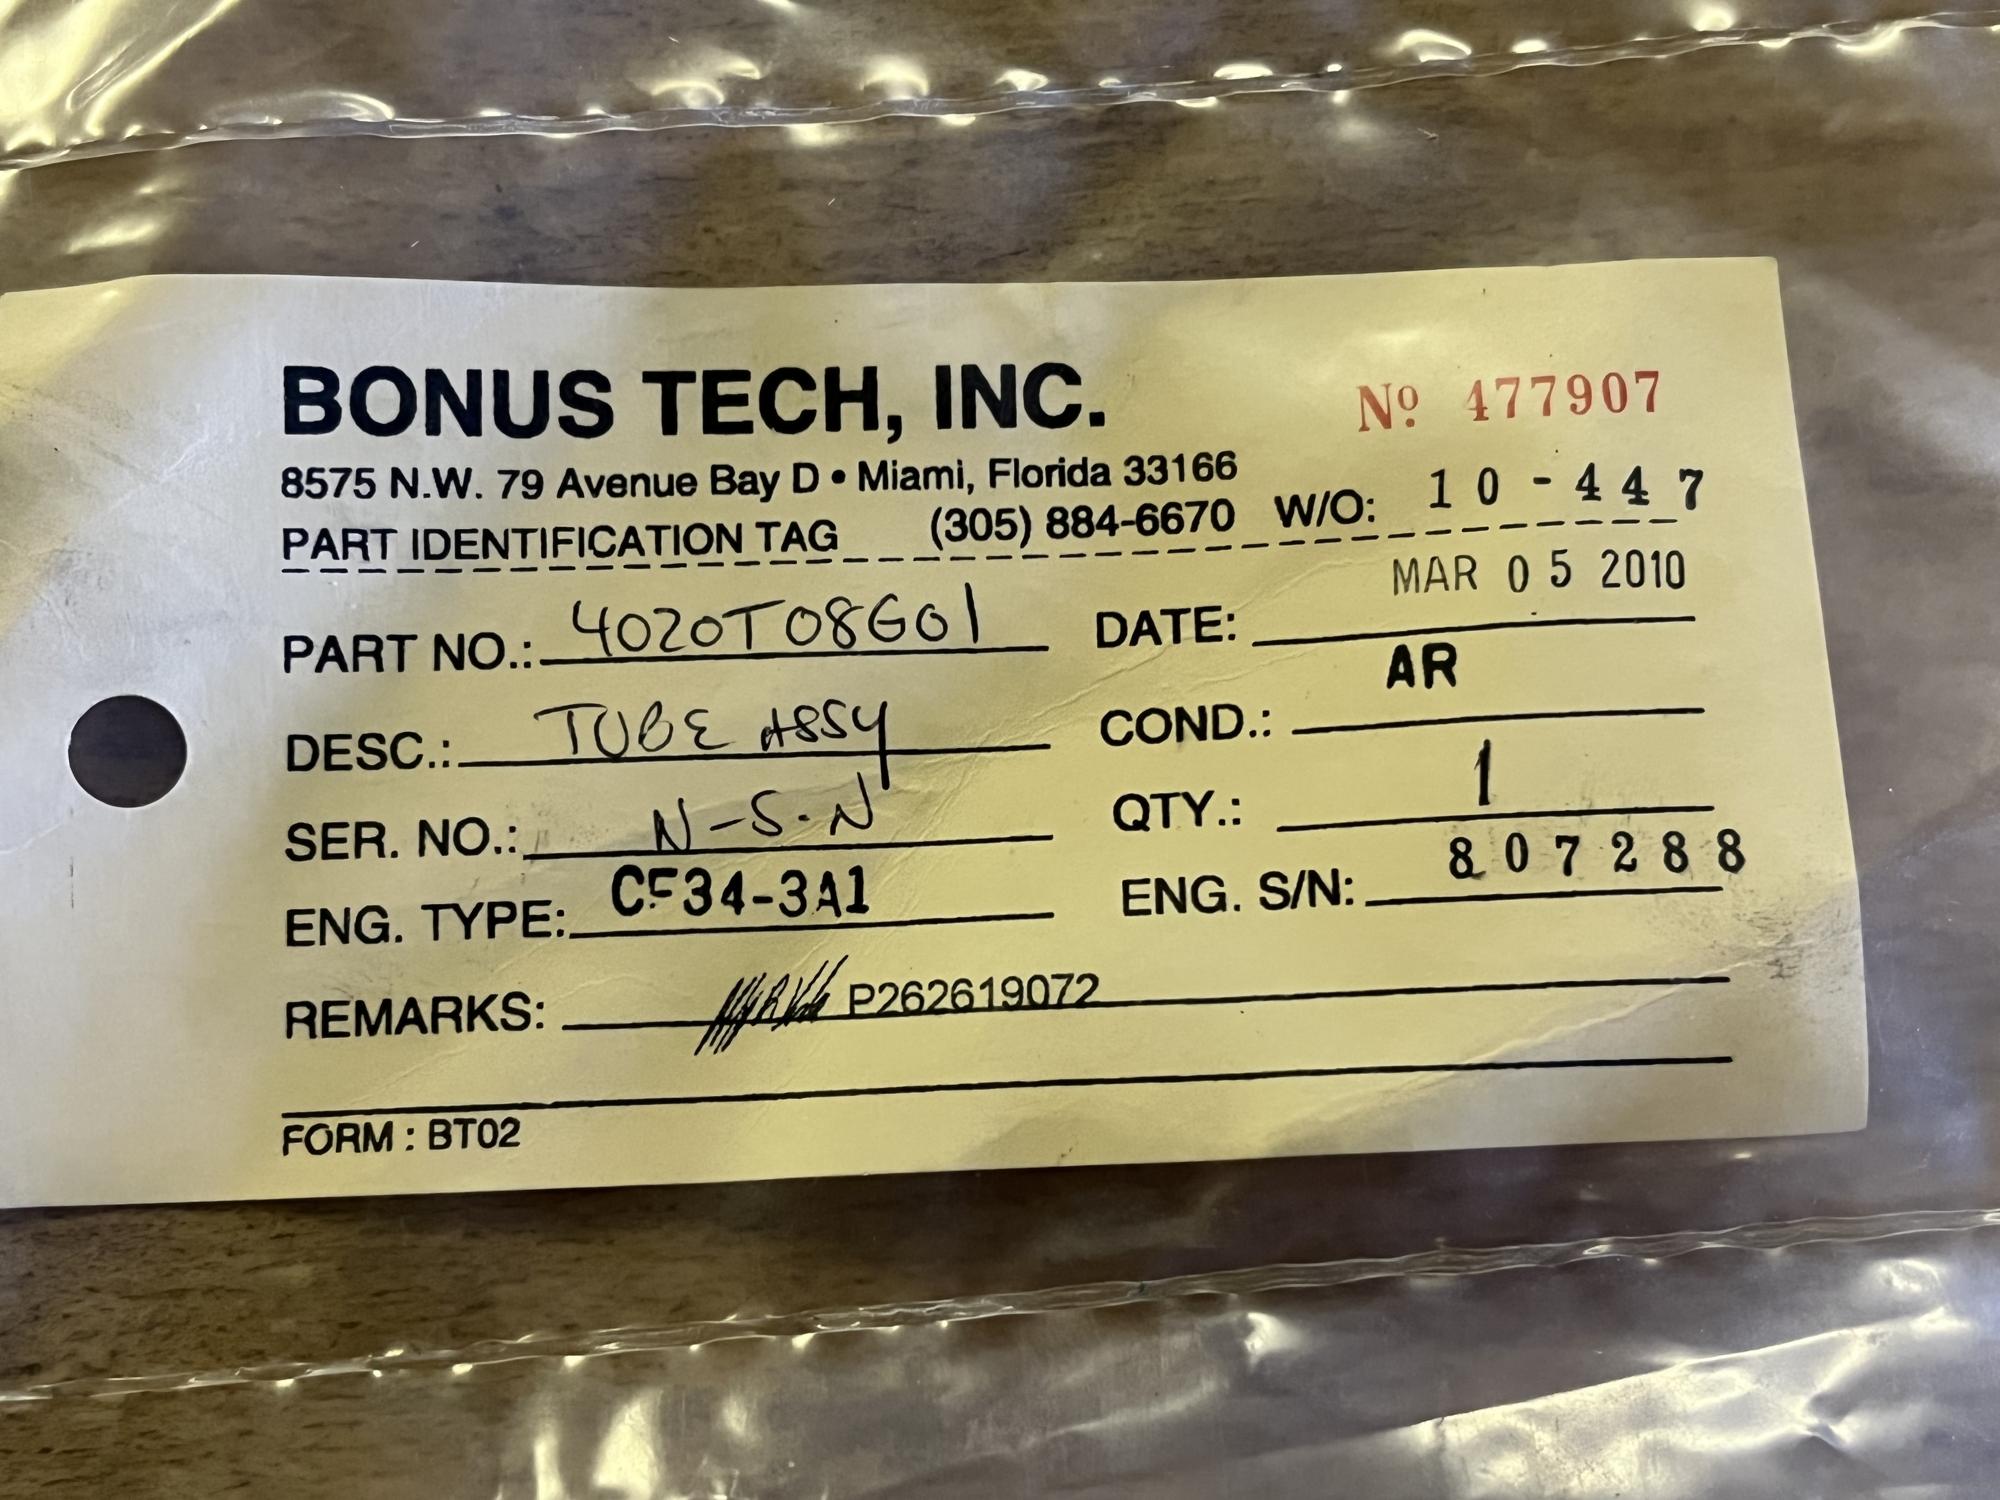 BONUS TECH, INC.
Nº 477907
8575 N.W. 79 Avenue Bay D • Miami, Florida 33166
PART IDENTIFICATION TAG (305) 884-6670 W/O: 10-447
PART NO.: 4020T08G01 DATE: MAR 05 2010
DESC.: TUBE ASSY COND.: AR
SER. NO.: N-S.N QTY.: 1
ENG. TYPE: CF34-3A1 ENG. S/N: 807288
REMARKS: P262619072
FORM : BT02